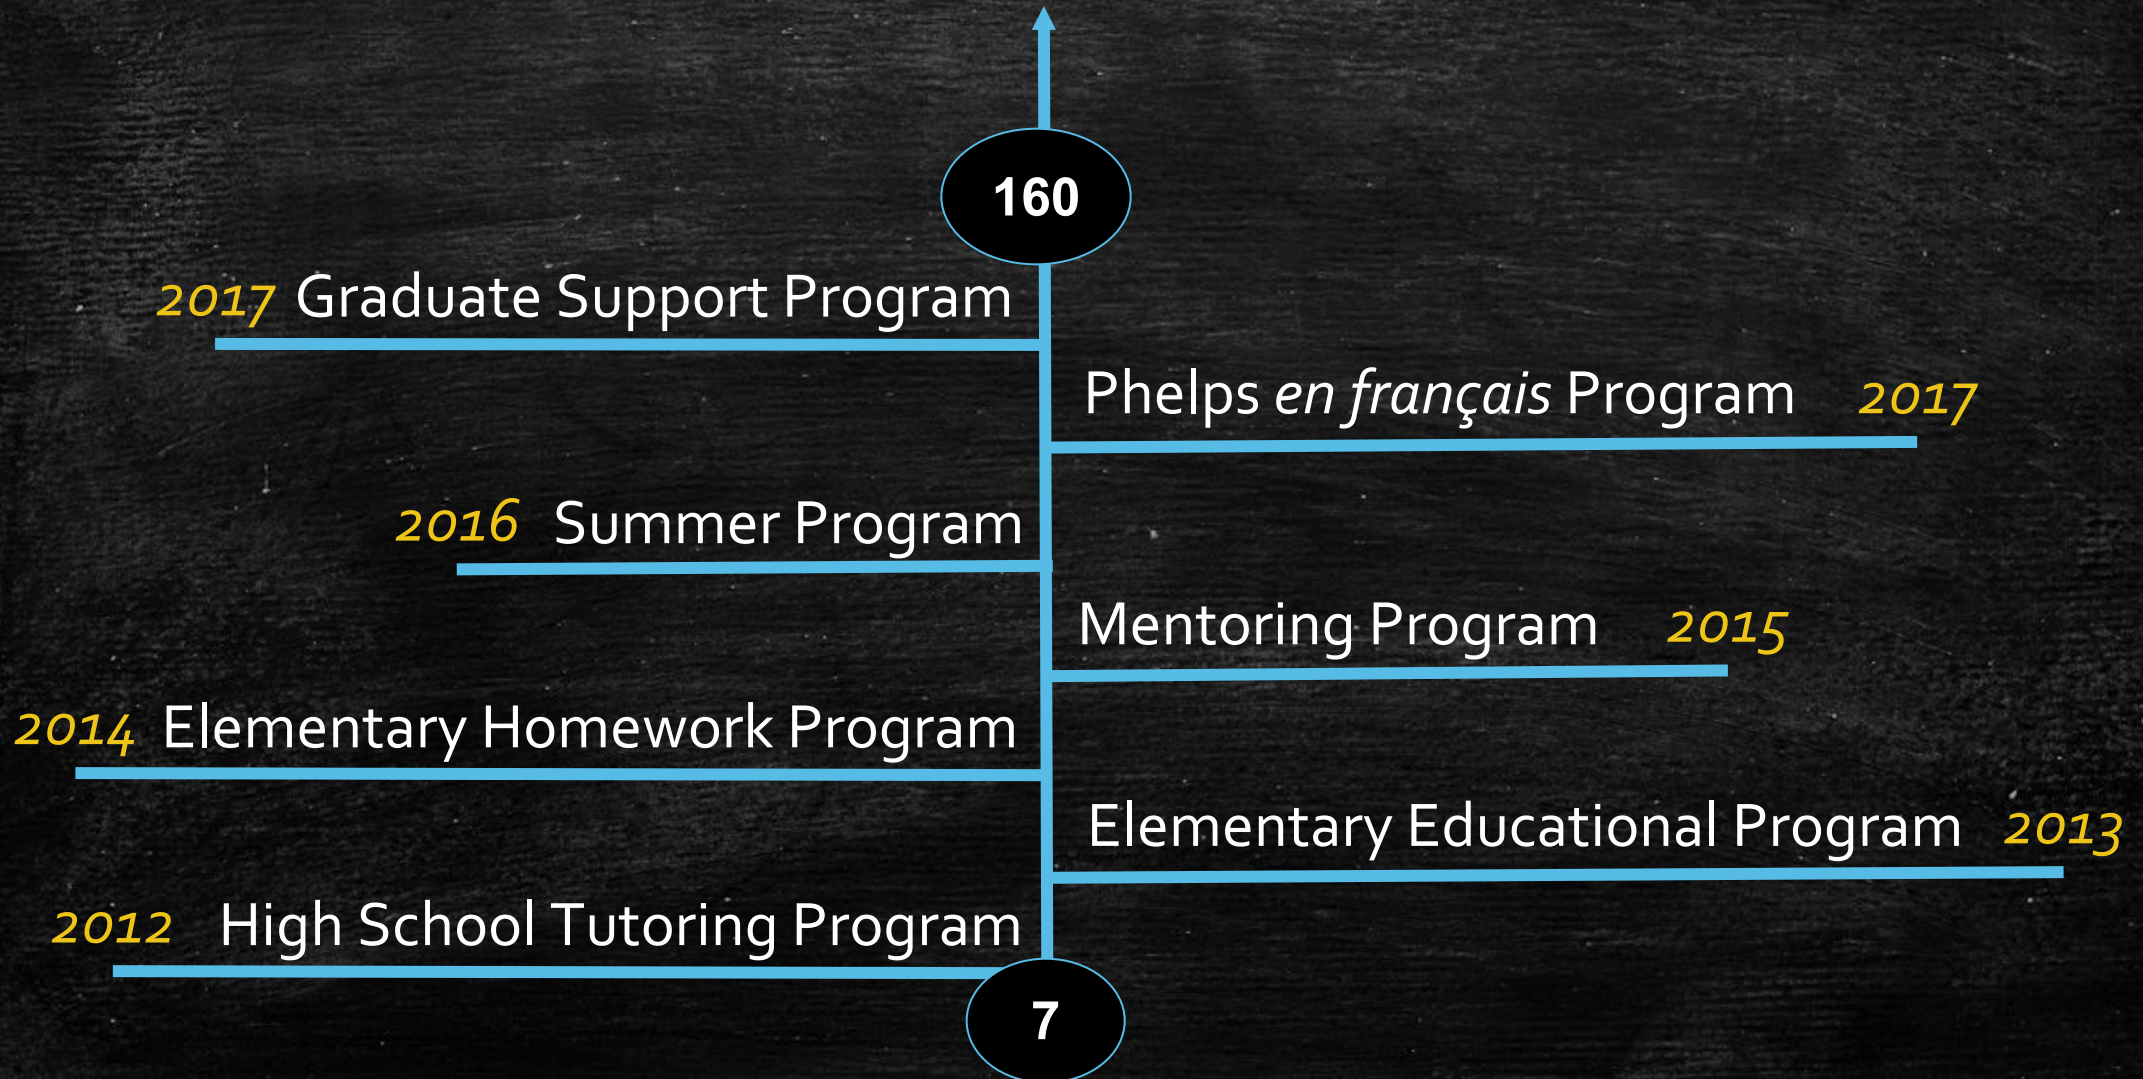 160
2017 Graduate Support Program
Phelps en français Program 2017
2016 Summer Program
Mentoring Program 2015
2014 Elementary Homework Program
Elementary Educational Program 2013
2012 High School Tutoring Program
7